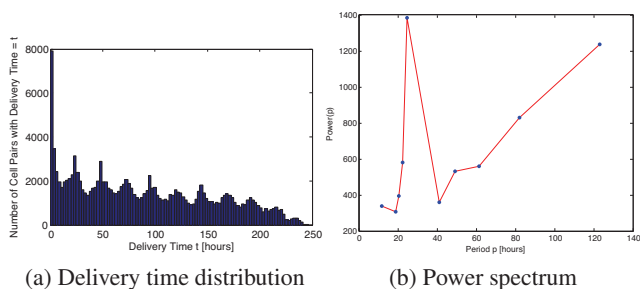 8000
6000
4000
2000
0
Number of Cell Pairs with Delivery Time = t
0 50 100 150 200 250
Delivery Time t [hours]
(a) Delivery time distribution
1400
1200
1000
800
600
400
200
Power(p)
0 20 40 60 80 100 120 140
Period p [hours]
(b) Power spectrum